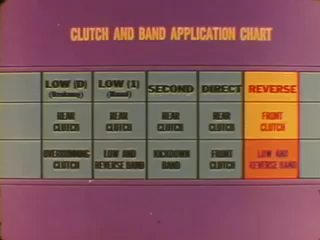 CLUTCH AND BAND APPLICATION CHART
LOW (D) LOW (1) SECOND DIRECT REVERSE
(Breakaway) (Manual)
REAR REAR REAR REAR FRONT
CLUTCH CLUTCH CLUTCH CLUTCH CLUTCH
OVERRUNNING LOW AND KICKDOWN FRONT LOW AND
CLUTCH REVERSE BAND BAND CLUTCH REVERSE BAND